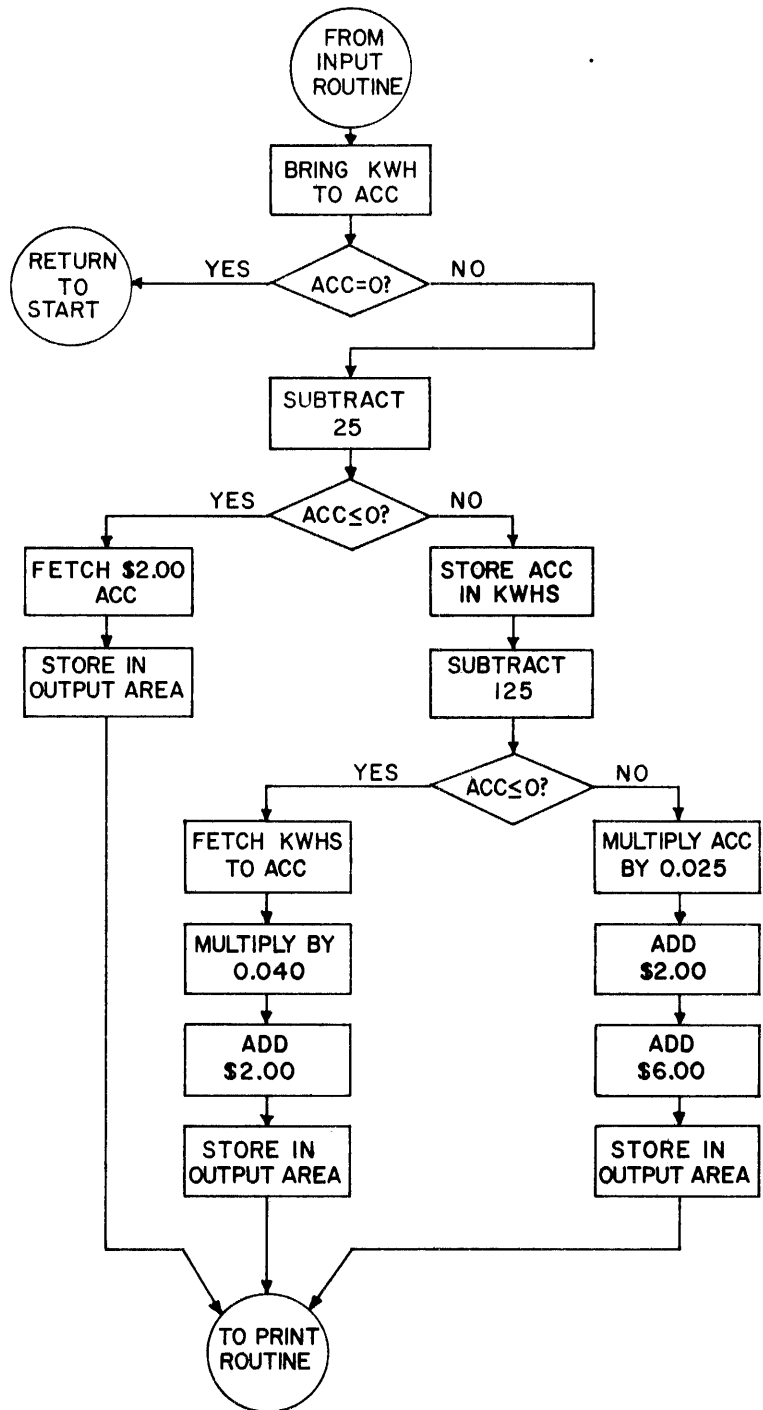 FROM
INPUT
ROUTINE
BRING KWH
TO ACC
RETURN
TO
START
YES
ACC=0?
NO
SUBTRACT
25
YES
ACC≤0?
NO
FETCH $2.00
ACC
STORE IN
OUTPUT AREA
STORE ACC
IN KWHS
SUBTRACT
125
YES
ACC≤0?
NO
FETCH KWHS
TO ACC
MULTIPLY BY
0.040
ADD
$2.00
STORE IN
OUTPUT AREA
MULTIPLY ACC
BY 0.025
ADD
$2.00
ADD
$6.00
STORE IN
OUTPUT AREA
TO PRINT
ROUTINE